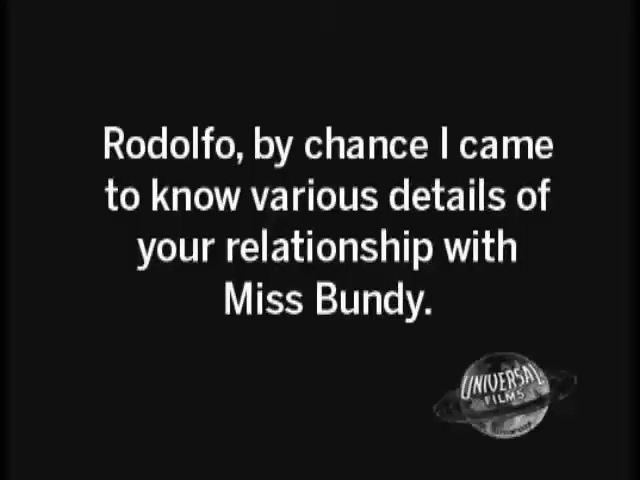 Rodolfo, by chance I came
to know various details of
your relationship with
Miss Bundy.
UNIVERSAL
FILMS